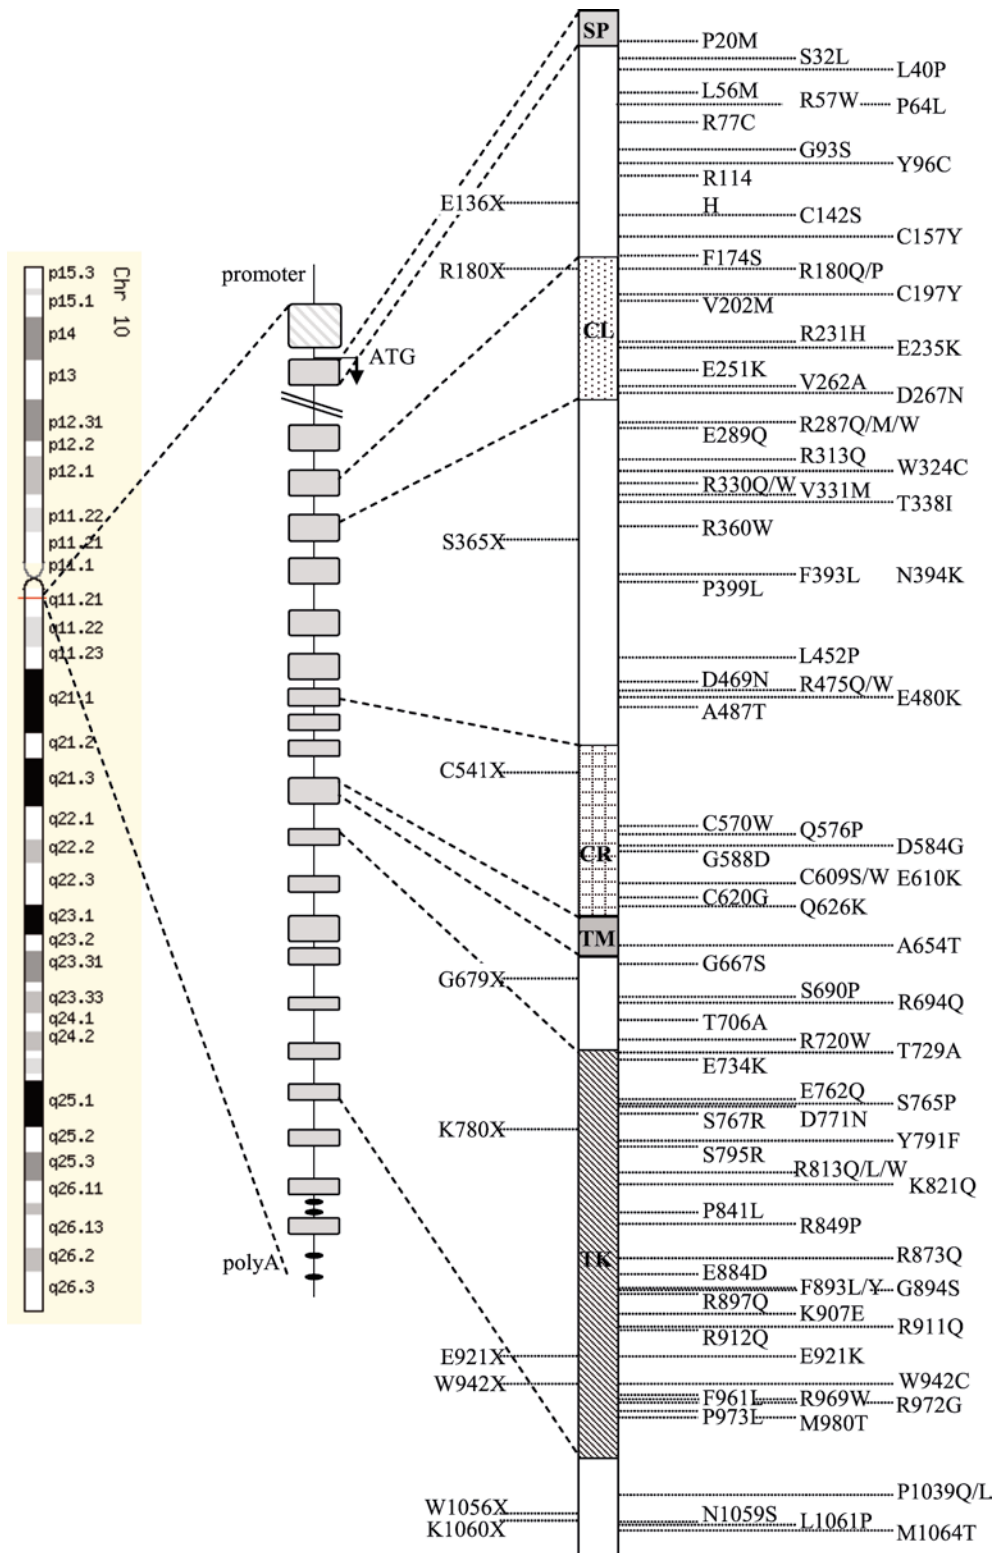 Chr 10
p15.3
p15.1
p14
p13
p12.31
p12.2
p12.1
p11.22
p11.21
p11.1
q11.21
q11.22
q11.23
q21.1
q21.2
q21.3
q22.1
q22.2
q22.3
q23.1
q23.2
q23.31
q23.33
q24.1
q24.2
q25.1
q25.2
q25.3
q26.11
q26.13
q26.2
q26.3
promoter
ATG
polyA
E136X
R180X
S365X
C541X
G679X
K780X
E921X
W942X
W1056X
K1060X
SP
CL
CR
TM
TK
P20M
S32L
L40P
L56M
R57W
P64L
R77C
G93S
Y96C
R114
H
C142S
C157Y
F174S
R180Q/P
C197Y
V202M
R231H
E235K
E251K
V262A
D267N
R287Q/M/W
E289Q
R313Q
W324C
R330Q/W
V331M
T338I
R360W
F393L
N394K
P399L
L452P
D469N
R475Q/W
E480K
A487T
C570W
Q576P
D584G
G588D
C609S/W
E610K
C620G
Q626K
A654T
G667S
S690P
R694Q
T706A
R720W
T729A
E734K
E762Q
S765P
S767R
D771N
Y791F
S795R
R813Q/L/W
K821Q
P841L
R849P
R873Q
E884D
F893L/Y
G894S
R897Q
K907E
R911Q
R912Q
E921K
W942C
F961L
R969W
R972G
P973L
M980T
P1039Q/L
N1059S
L1061P
M1064T